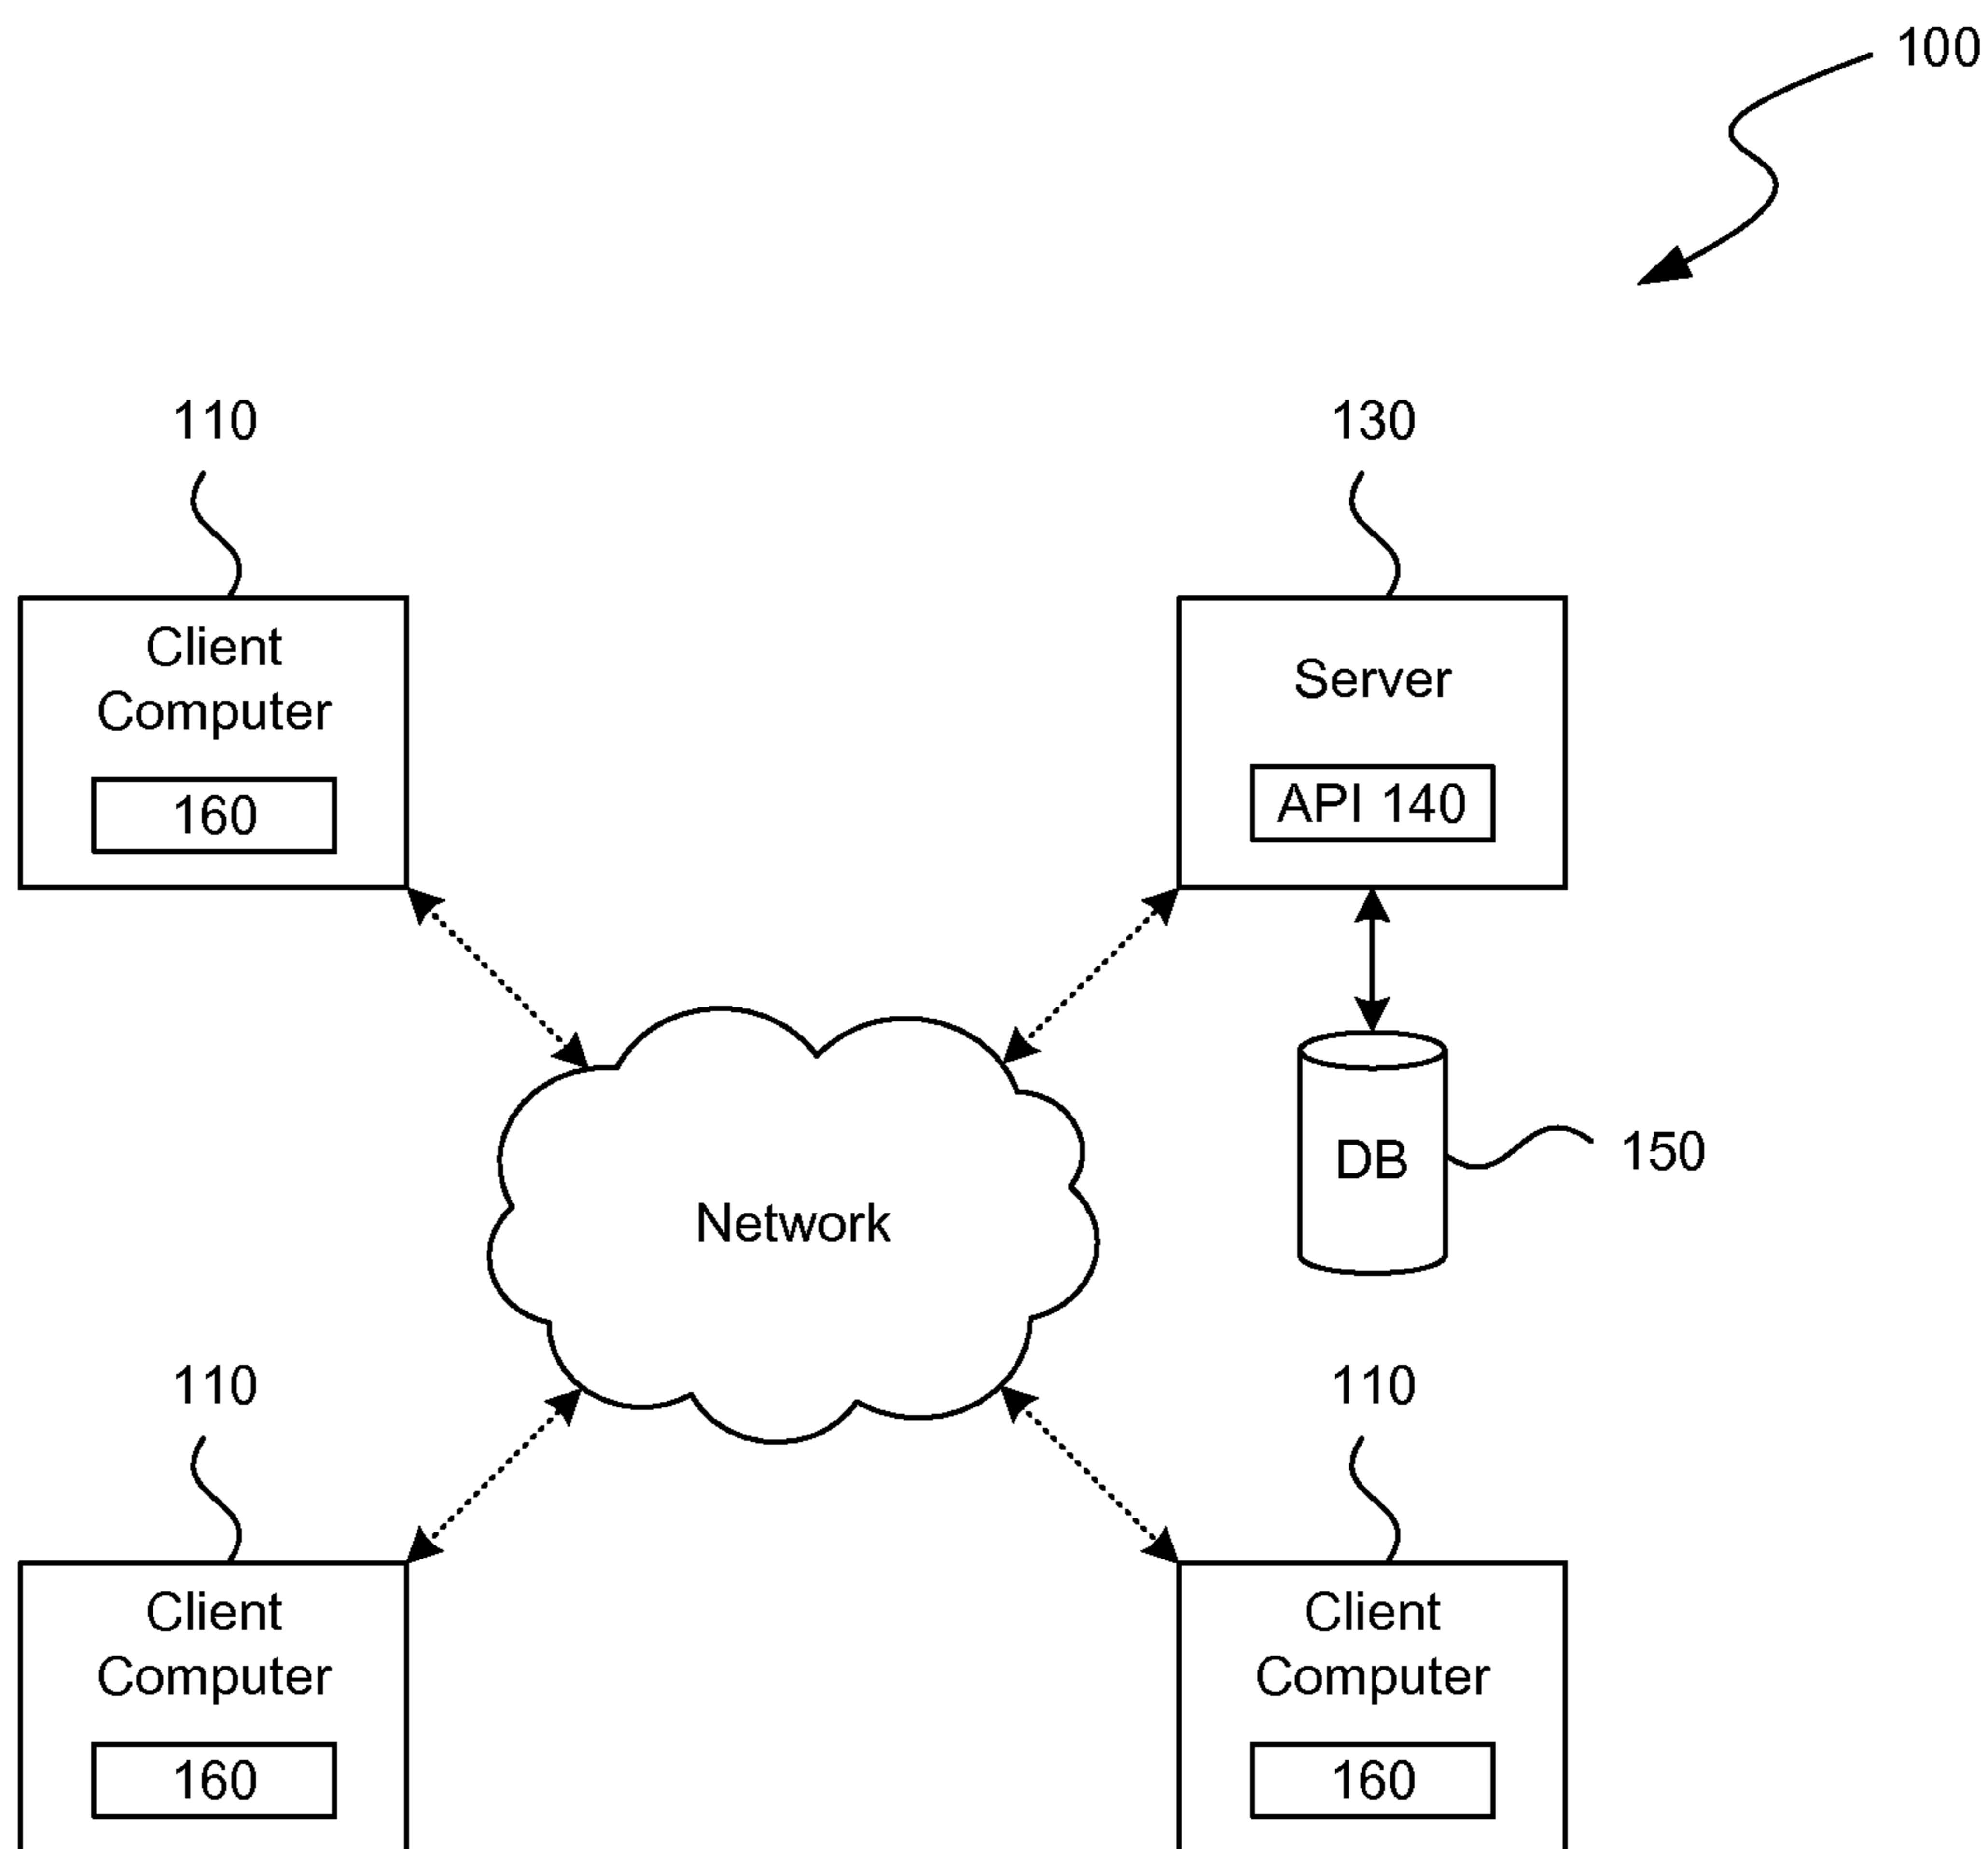 100
110
130
Client
Computer
160
Server
API 140
Network
DB
150
110
110
Client
Computer
160
Client
Computer
160